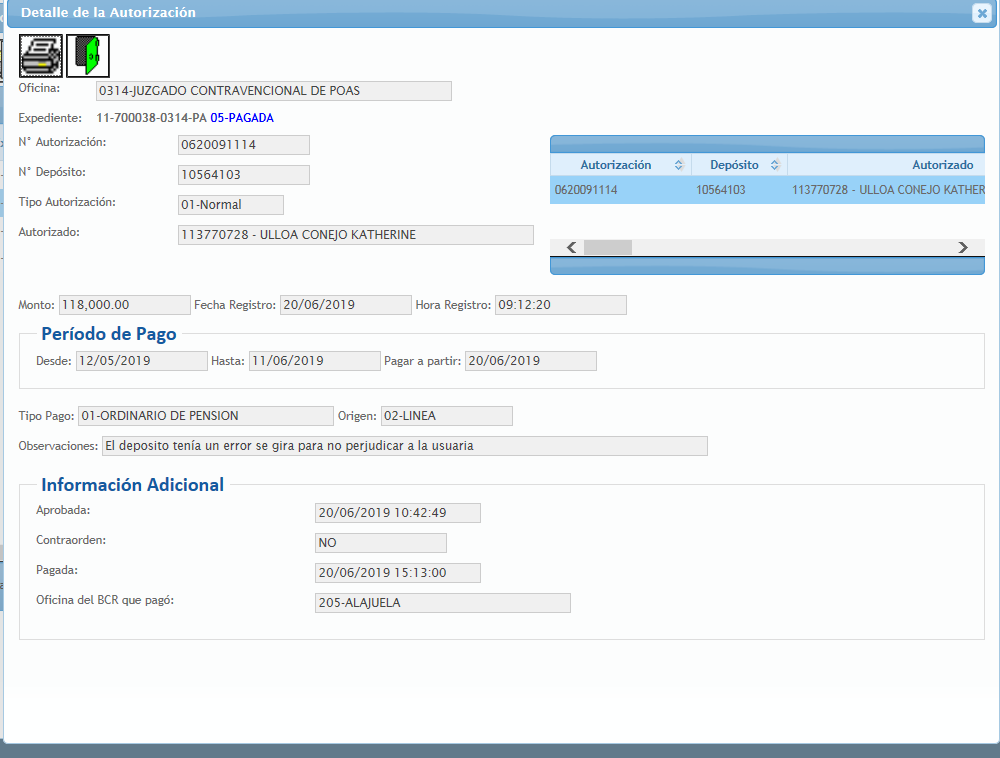 Detalle de la Autorización
Oficina: 0314-JUZGADO CONTRAVENCIONAL DE POAS
Expediente: 11-700038-0314-PA 05-PAGADA
N° Autorización: 0620091114
N° Depósito: 10564103
Tipo Autorización: 01-Normal
Autorizado: 113770728 - ULLOA CONEJO KATHERINE
Autorización Depósito Autorizado
0620091114 10564103 113770728 - ULLOA CONEJO KATHER
Monto: 118,000.00 Fecha Registro: 20/06/2019 Hora Registro: 09:12:20
Período de Pago
Desde: 12/05/2019 Hasta: 11/06/2019 Pagar a partir: 20/06/2019
Tipo Pago: 01-ORDINARIO DE PENSION Origen: 02-LINEA
Observaciones: El deposito tenía un error se gira para no perjudicar a la usuaria
Información Adicional
Aprobada: 20/06/2019 10:42:49
Contraorden: NO
Pagada: 20/06/2019 15:13:00
Oficina del BCR que pagó: 205-ALAJUELA